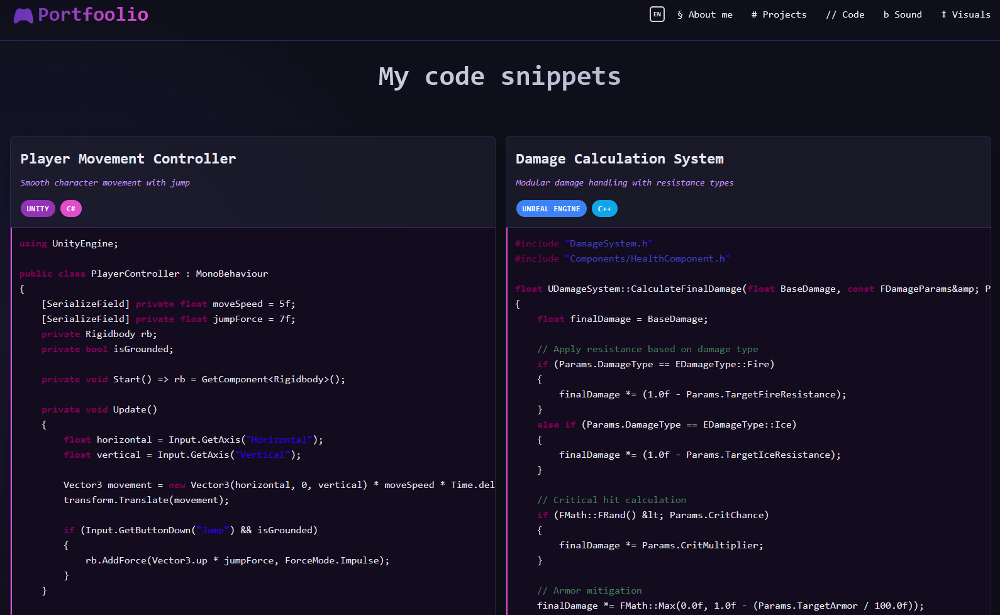 Portfoolio
EN § About me # Projects // Code b Sound ‡ Visuals
My code snippets
Player Movement Controller
Smooth character movement with jump
UNITY C#
using UnityEngine;
public class PlayerController : MonoBehaviour
{
[SerializeField] private float moveSpeed = 5f;
[SerializeField] private float jumpForce = 7f;
private Rigidbody rb;
private bool isGrounded;
private void Start() => rb = GetComponent<Rigidbody>();
private void Update()
{
float horizontal = Input.GetAxis("Horizontal");
float vertical = Input.GetAxis("Vertical");
Vector3 movement = new Vector3(horizontal, 0, vertical) * moveSpeed * Time.del
transform.Translate(movement);
if (Input.GetButtonDown("Jump") && isGrounded)
{
rb.AddForce(Vector3.up * jumpForce, ForceMode.Impulse);
}
}
Damage Calculation System
Modular damage handling with resistance types
UNREAL ENGINE C++
#include "DamageSystem.h"
#include "Components/HealthComponent.h"
float UDamageSystem::CalculateFinalDamage(float BaseDamage, const FDamageParams&amp; P
{
float finalDamage = BaseDamage;
// Apply resistance based on damage type
if (Params.DamageType == EDamageType::Fire)
{
finalDamage *= (1.0f - Params.TargetFireResistance);
}
else if (Params.DamageType == EDamageType::Ice)
{
finalDamage *= (1.0f - Params.TargetIceResistance);
}
// Critical hit calculation
if (FMath::FRand() &lt; Params.CritChance)
{
finalDamage *= Params.CritMultiplier;
}
// Armor mitigation
finalDamage *= FMath::Max(0.0f, 1.0f - (Params.TargetArmor / 100.0f));